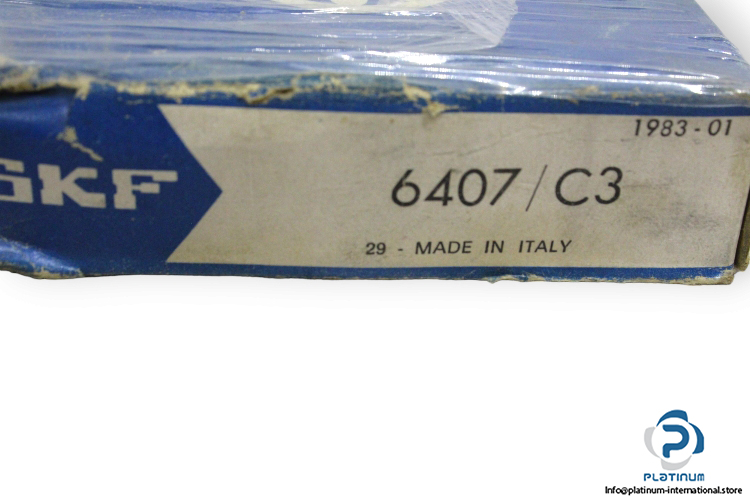 1983-01
SKF
6407/C3
29 - MADE IN ITALY
PLATINUM
Info@platinum-international.store